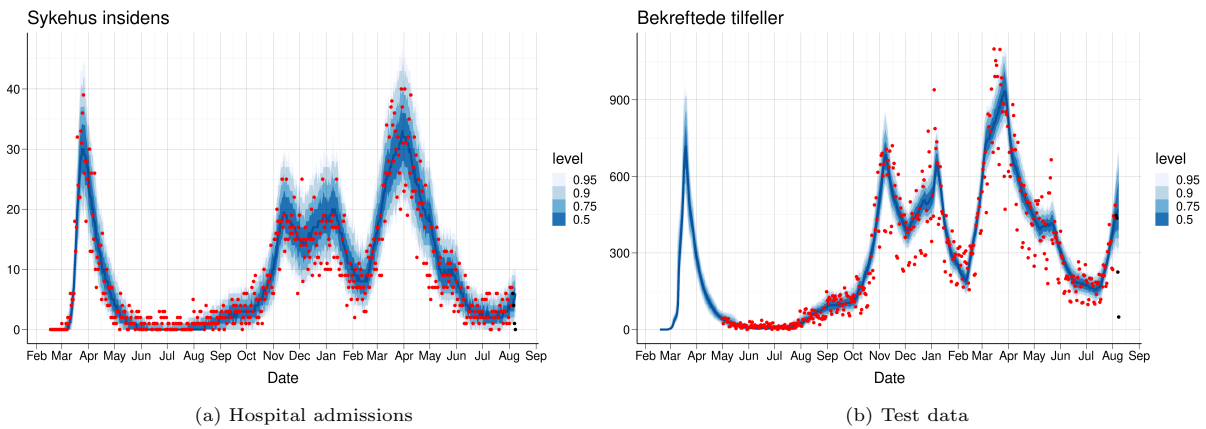 Sykehus insidens
40
30
20
10
0
Feb Mar Apr May Jun Jul Aug Sep Oct Nov Dec Jan Feb Mar Apr May Jun Jul Aug Sep
Date
level
0.95
0.9
0.75
0.5
(a) Hospital admissions
Bekreftede tilfeller
900
600
300
0
Feb Mar Apr May Jun Jul Aug Sep Oct Nov Dec Jan Feb Mar Apr May Jun Jul Aug Sep
Date
level
0.95
0.9
0.75
0.5
(b) Test data